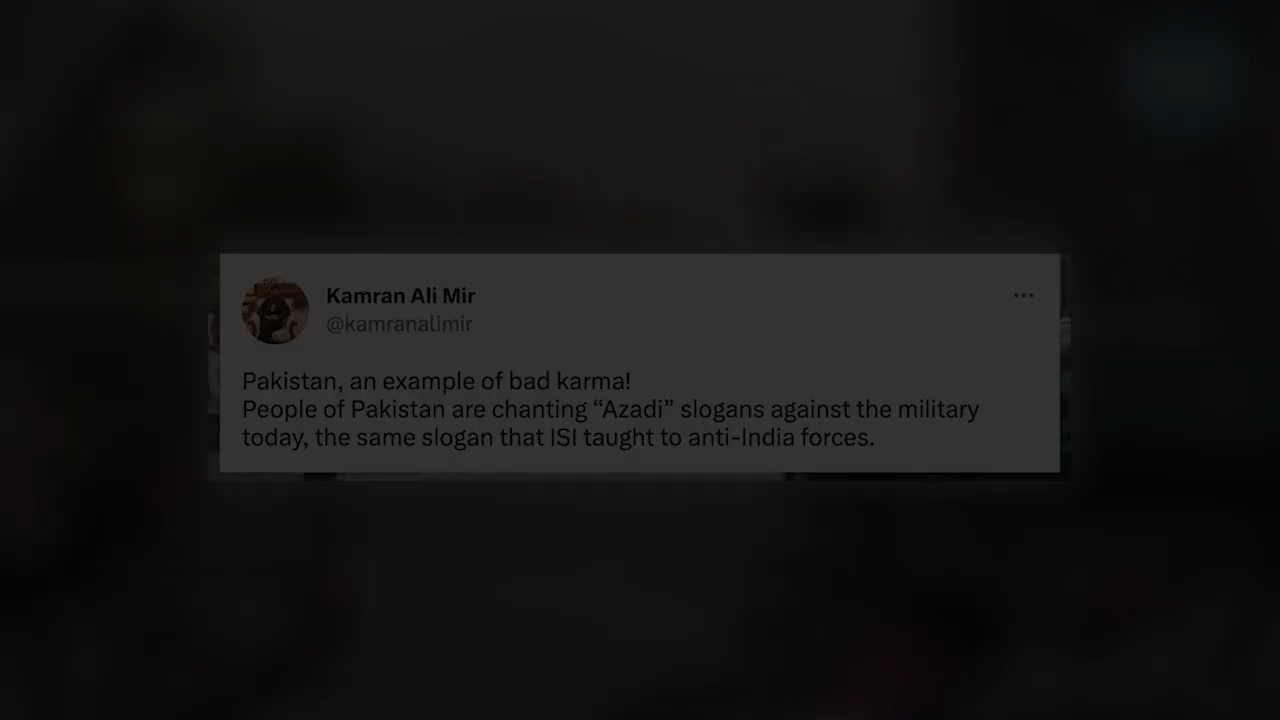 Kamran Ali Mir
@kamranalimir
Pakistan, an example of bad karma!
People of Pakistan are chanting “Azadi” slogans against the military
today, the same slogan that ISI taught to anti-India forces.